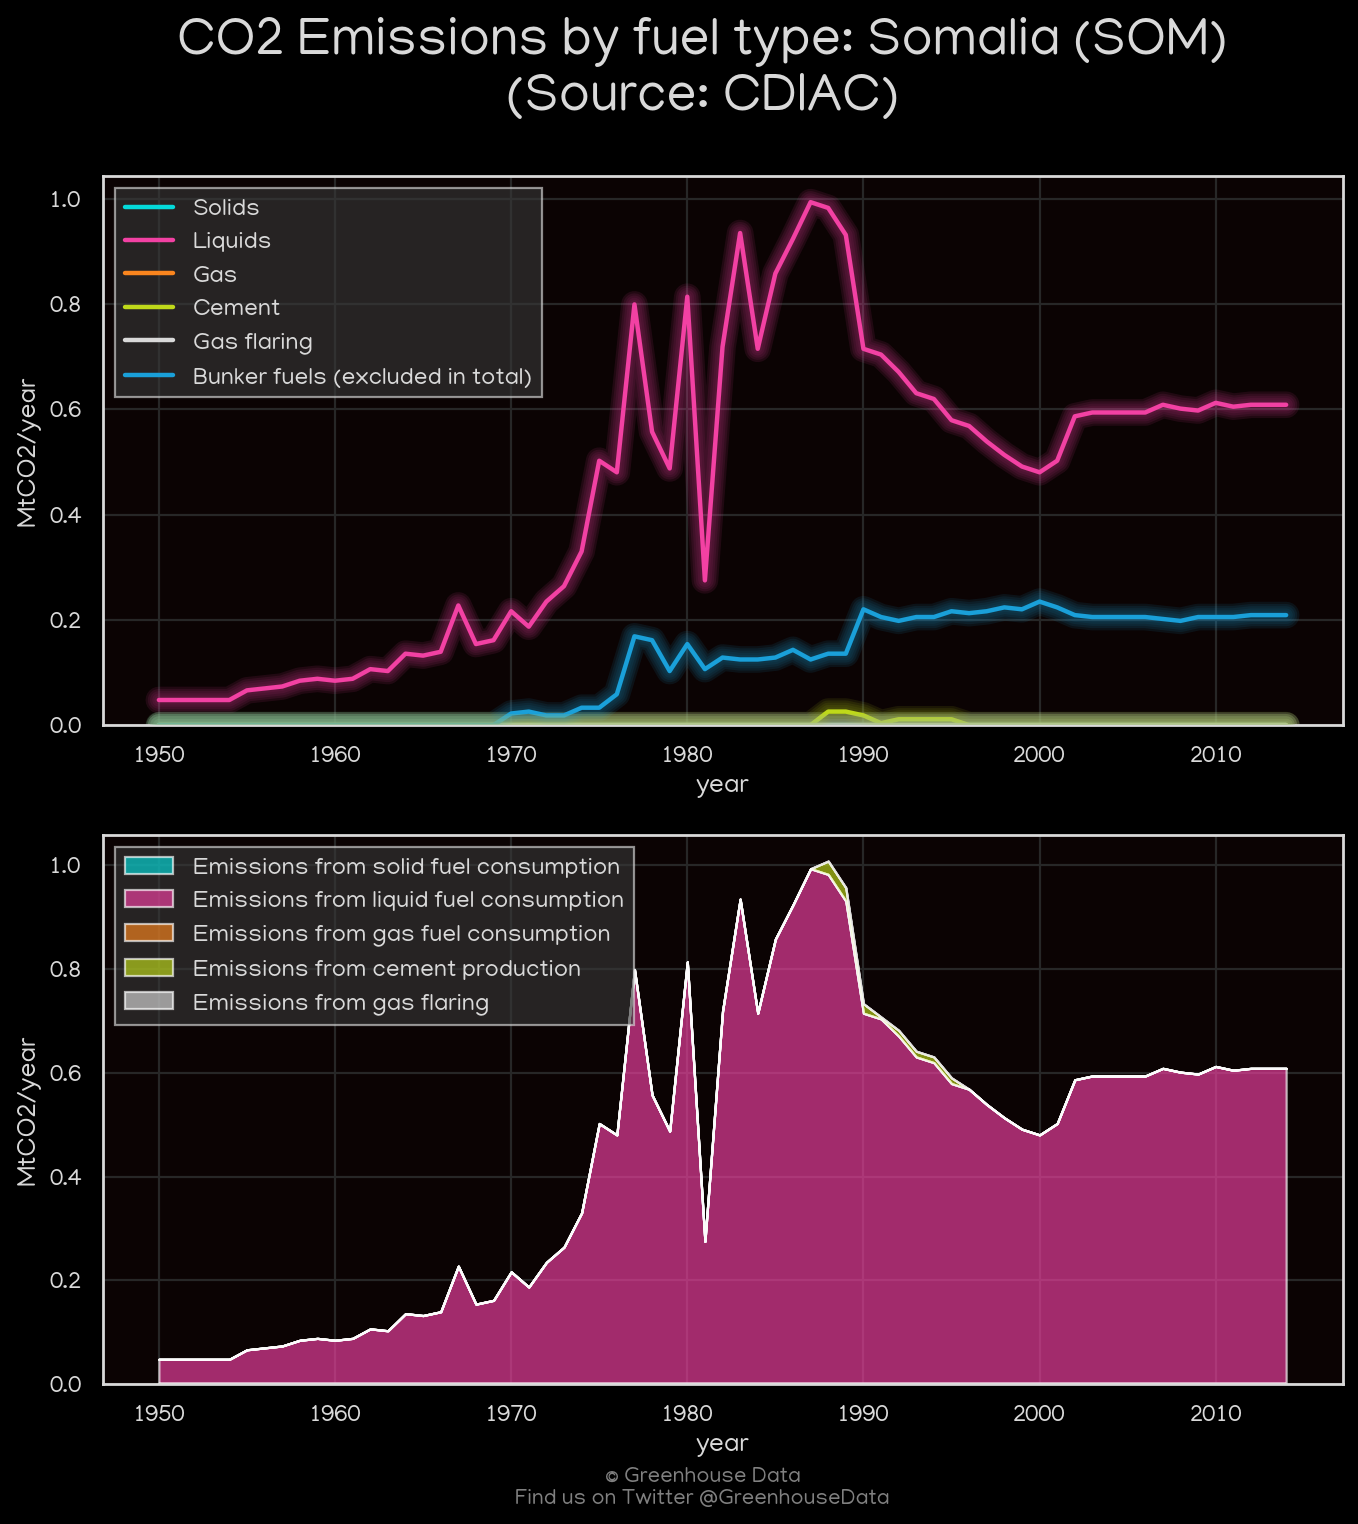 CO2 Emissions by fuel type: Somalia (SOM)
(Source: CDIAC)
1.0
0.8
0.6
0.4
0.2
0.0
MtCO2/year
Solids
Liquids
Gas
Cement
Gas flaring
Bunker fuels (excluded in total)
1950 1960 1970 1980 1990 2000 2010
year
1.0
0.8
0.6
0.4
0.2
0.0
MtCO2/year
Emissions from solid fuel consumption
Emissions from liquid fuel consumption
Emissions from gas fuel consumption
Emissions from cement production
Emissions from gas flaring
1950 1960 1970 1980 1990 2000 2010
year
© Greenhouse Data
Find us on Twitter @GreenhouseData